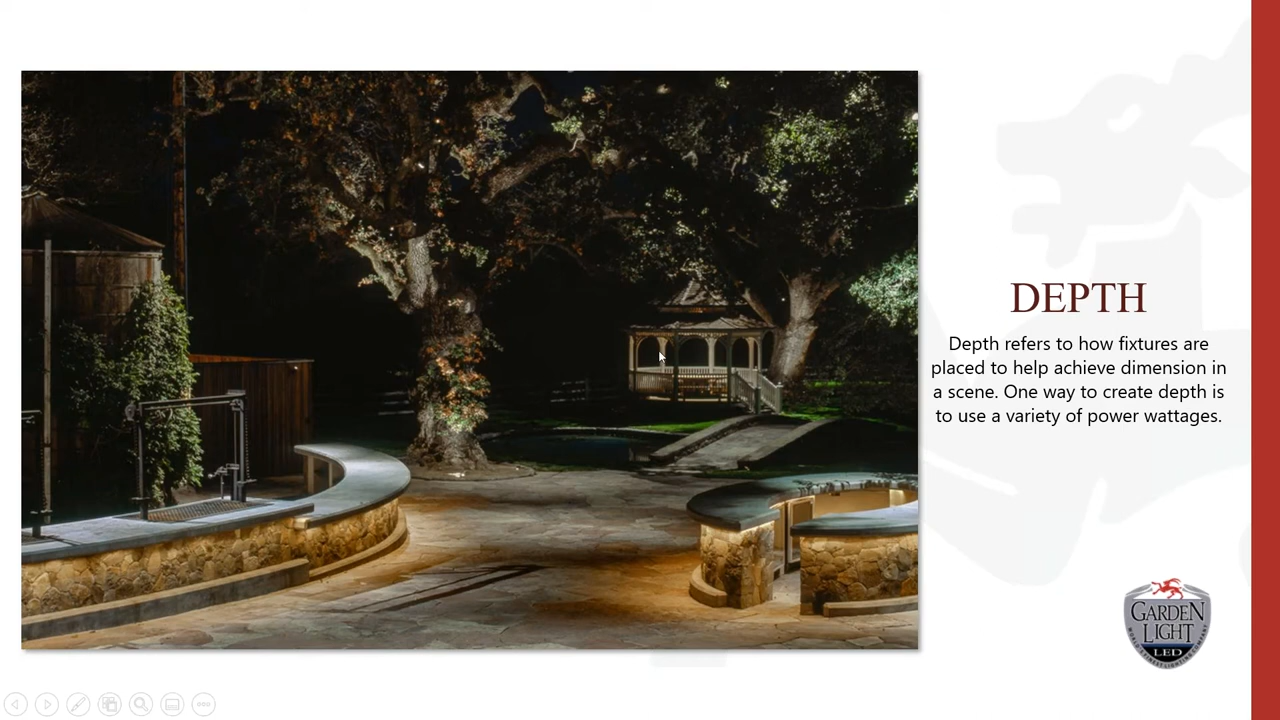 DEPTH
Depth refers to how fixtures are
placed to help achieve dimension in
a scene. One way to create depth is
to use a variety of power wattages.
GARDEN
LIGHT
LED